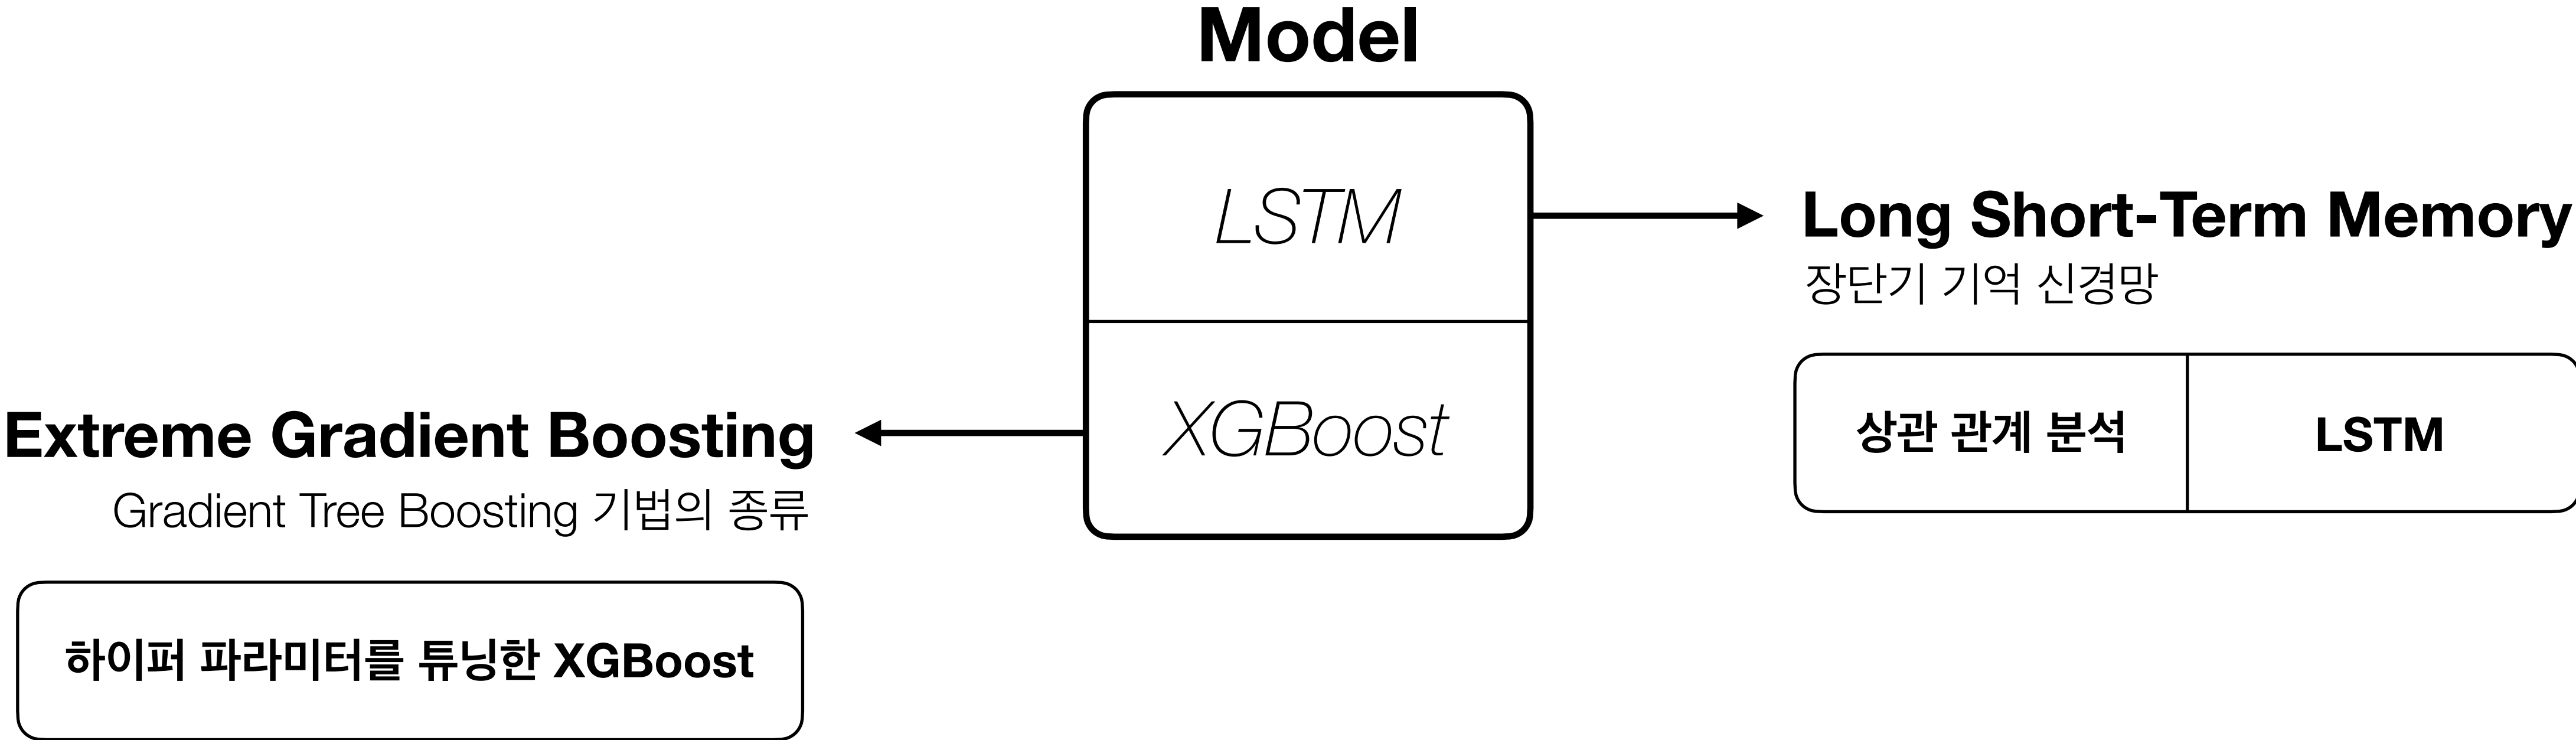 Model
LSTM
XGBoost
Long Short-Term Memory
장단기 기억 신경망
상관 관계 분석
LSTM
Extreme Gradient Boosting
Gradient Tree Boosting 기법의 종류
하이퍼 파라미터를 튜닝한 XGBoost